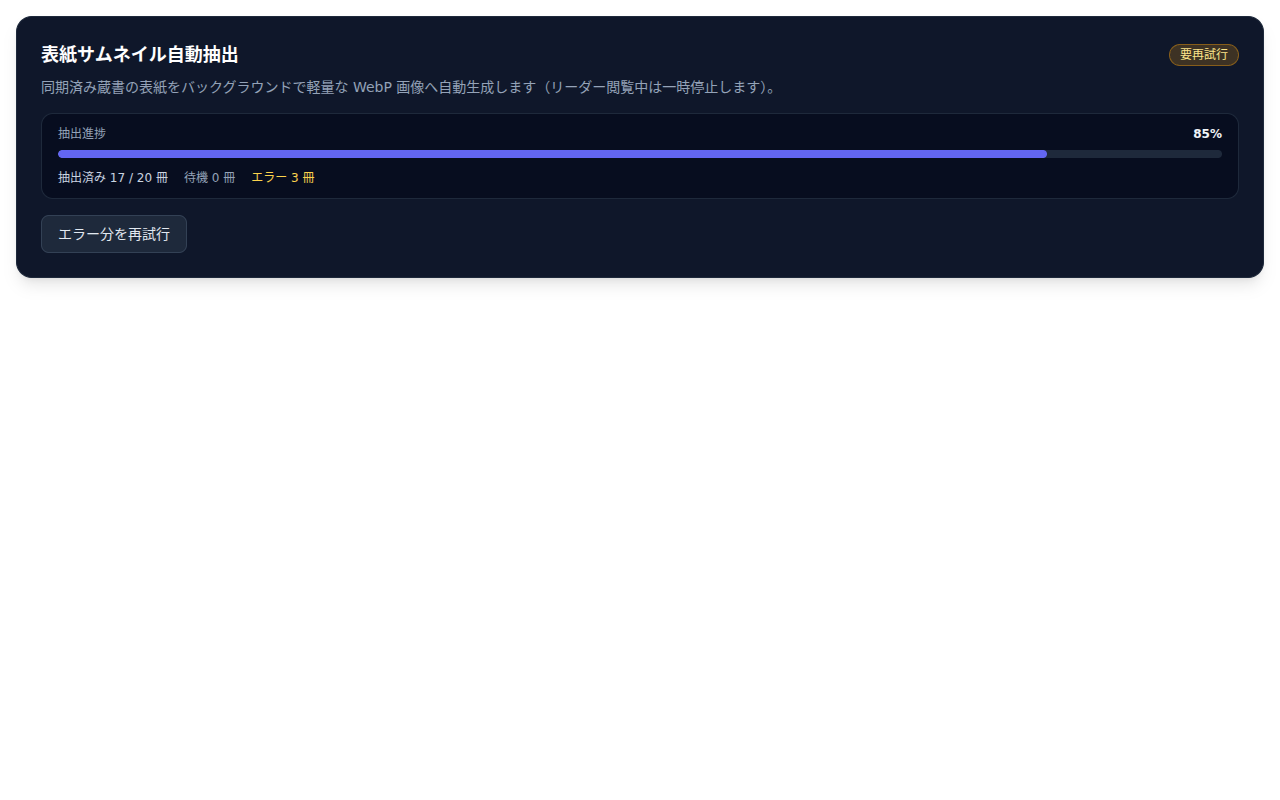 表紙サムネイル自動抽出
要再試行
同期済み蔵書の表紙をバックグラウンドで軽量な WebP 画像へ自動生成します（リーダー閲覧中は一時停止します）。
抽出進捗
85%
抽出済み 17 / 20 冊 待機 0 冊 エラー 3 冊
エラー分を再試行